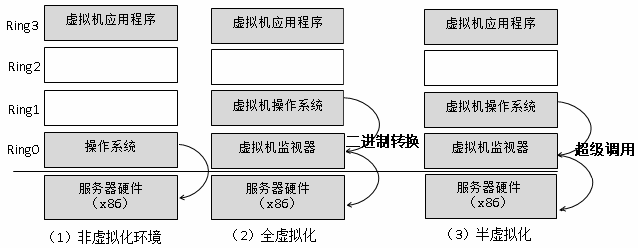 Ring3 虚拟机应用程序 虚拟机应用程序 虚拟机应用程序
Ring2
Ring1 虚拟机操作系统 虚拟机操作系统
二进制转换
Ring0 操作系统 虚拟机监视器 虚拟机监视器 超级调用
服务器硬件 服务器硬件 服务器硬件
（x86） （x86） （x86）
（1）非虚拟化环境 （2）全虚拟化 （3）半虚拟化